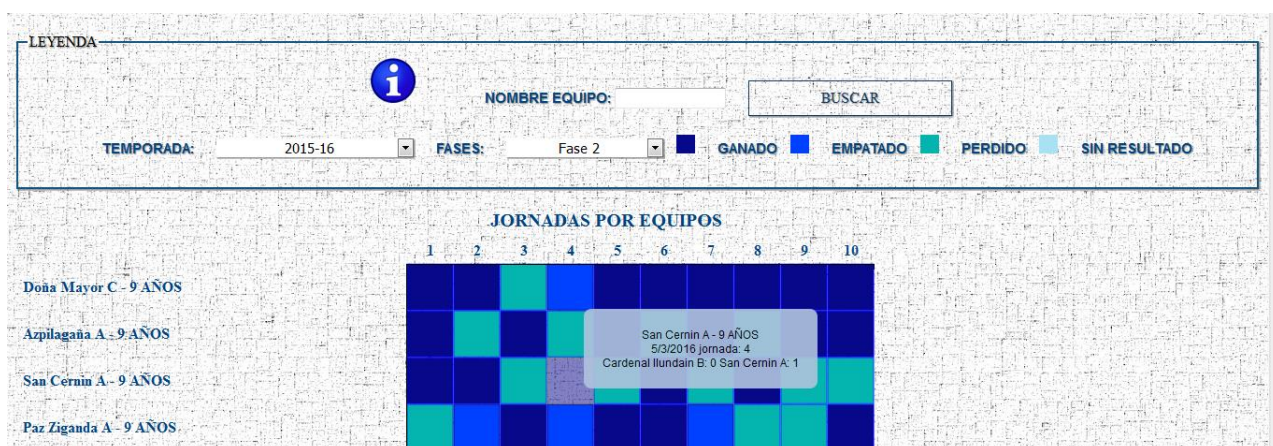 LEYENDA
i
NOMBRE EQUIPO:
BUSCAR
TEMPORADA: 2015-16 FASES: Fase 2 GANADO EMPATADO PERDIDO SIN RESULTADO
JORNADAS POR EQUIPOS
1 2 3 4 5 6 7 8 9 10
Doña Mayor C - 9 AÑOS
Azpilagaña A - 9 AÑOS
San Cernin A - 9 AÑOS
5/3/2016 jornada: 4
Cardenal Ilundain B: 0 San Cernin A: 1
San Cernin A - 9 AÑOS
Paz Ziganda A - 9 AÑOS